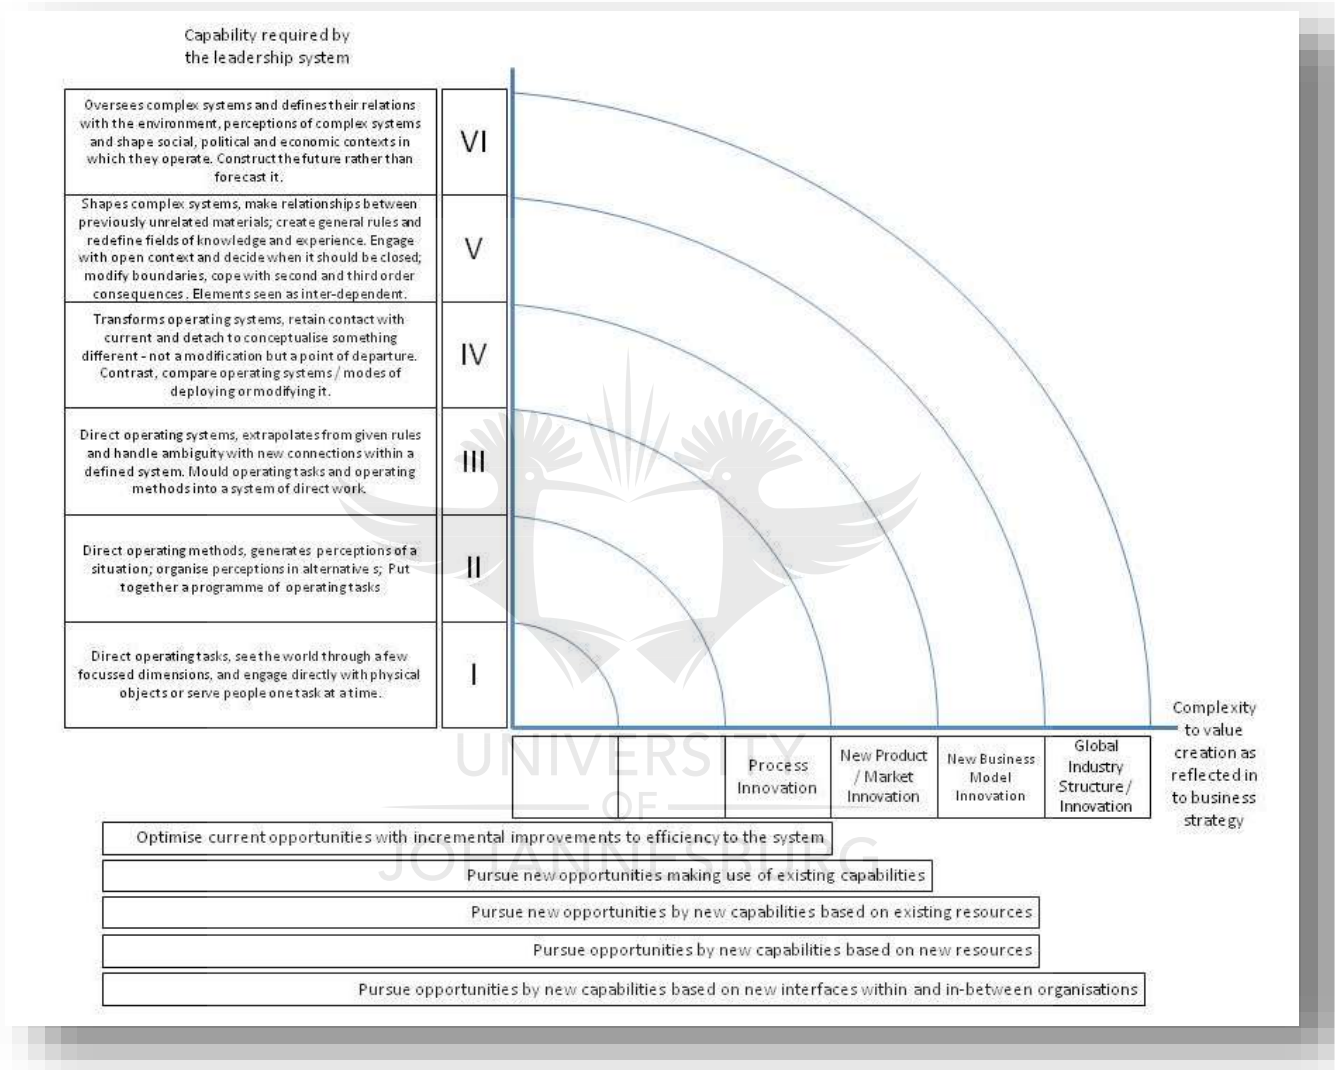 Capability required by
the leadership system
Oversees complex systems and defines their relations
with the environment, perceptions of complex systems
and shape social, political and economic contexts in
which they operate. Construct the future rather than
forecast it.
VI
Shapes complex systems, make relationships between
previously unrelated materials; create general rules and
redefine fields of knowledge and experience. Engage
with open context and decide when it should be closed;
modify boundaries, cope with second and third order
consequences. Elements seen as inter-dependent.
V
Transforms operating systems, retain contact with
current and detach to conceptualise something
different - not a modification but a point of departure.
Contrast, compare operating systems / modes of
deploying or modifying it.
IV
Direct operating systems, extrapolates from given rules
and handle ambiguity with new connections within a
defined system. Mould operating tasks and operating
methods into a system of direct work.
III
Direct operating methods, generates perceptions of a
situation; organise perceptions in alternative s; Put
together a programme of operating tasks
II
Direct operating tasks, see the world through a few
focussed dimensions, and engage directly with physical
objects or serve people one task at a time.
I
Process
Innovation
New Product
/ Market
Innovation
New Business
Model
Innovation
Global
Industry
Structure /
Innovation
Complexity
to value
creation as
reflected in
to business
strategy
Optimise current opportunities with incremental improvements to efficiency to the system
Pursue new opportunities making use of existing capabilities
Pursue new opportunities by new capabilities based on existing resources
Pursue opportunities by new capabilities based on new resources
Pursue opportunities by new capabilities based on new interfaces within and in-between organisations
UNIVERSITY
OF
JOHANNESBURG